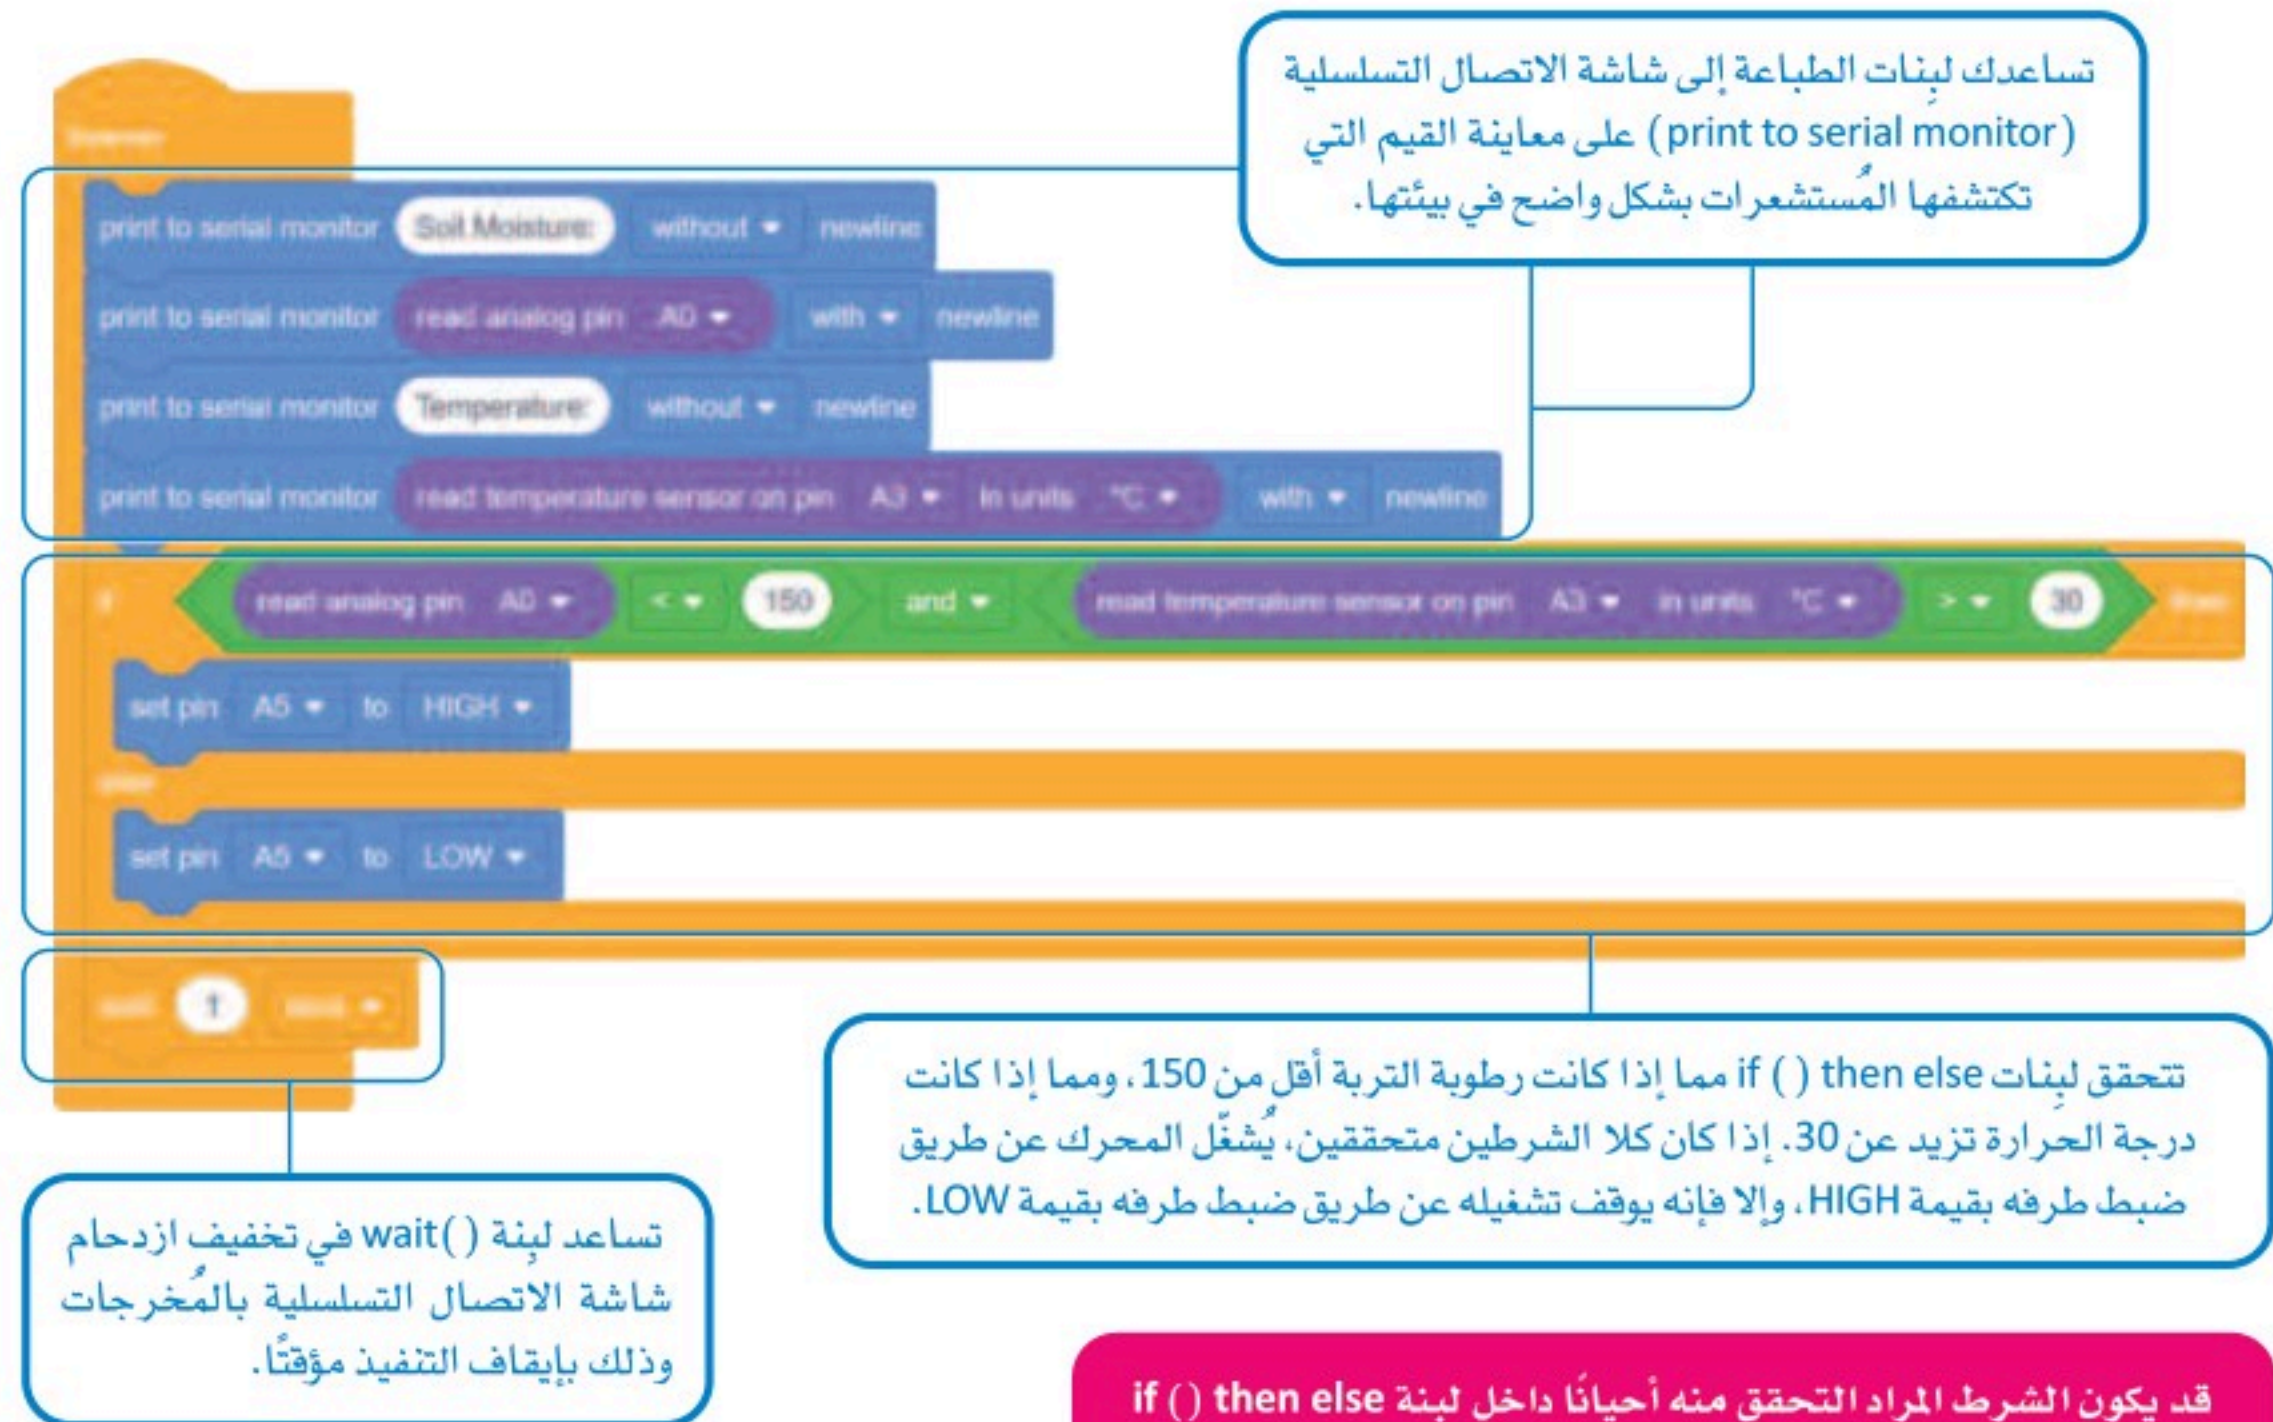 تساعدك لبِنات الطباعة إلى شاشة الاتصال التسلسلية
(print to serial monitor) على معاينة القيم التي
تكتشفها المُستشعرات بشكل واضح في بيئتها.
print to serial monitor Soil Moisture: without newline
print to serial monitor read analog pin A0 with newline
print to serial monitor Temperature: without newline
print to serial monitor read temperature sensor on pin A3 in units °C with newline
if read analog pin A0 < 150 and read temperature sensor on pin A3 in units °C > 30
set pin A5 to HIGH
set pin A5 to LOW
1
تتحقق لبِنات if ( ) then else مما إذا كانت رطوبة التربة أقل من 150، ومما إذا كانت
درجة الحرارة تزيد عن 30. إذا كان كلا الشرطين متحققين، يُشغّل المحرك عن طريق
ضبط طرفه بقيمة HIGH، وإلا فإنه يوقف تشغيله عن طريق ضبط طرفه بقيمة LOW.
تساعد لبِنة wait( ) في تخفيف ازدحام
شاشة الاتصال التسلسلية بالمُخرجات
وذلك بإيقاف التنفيذ مؤقتًا.
قد يكون الشرط المراد التحقق منه أحيانًا داخل لبنة if () then else